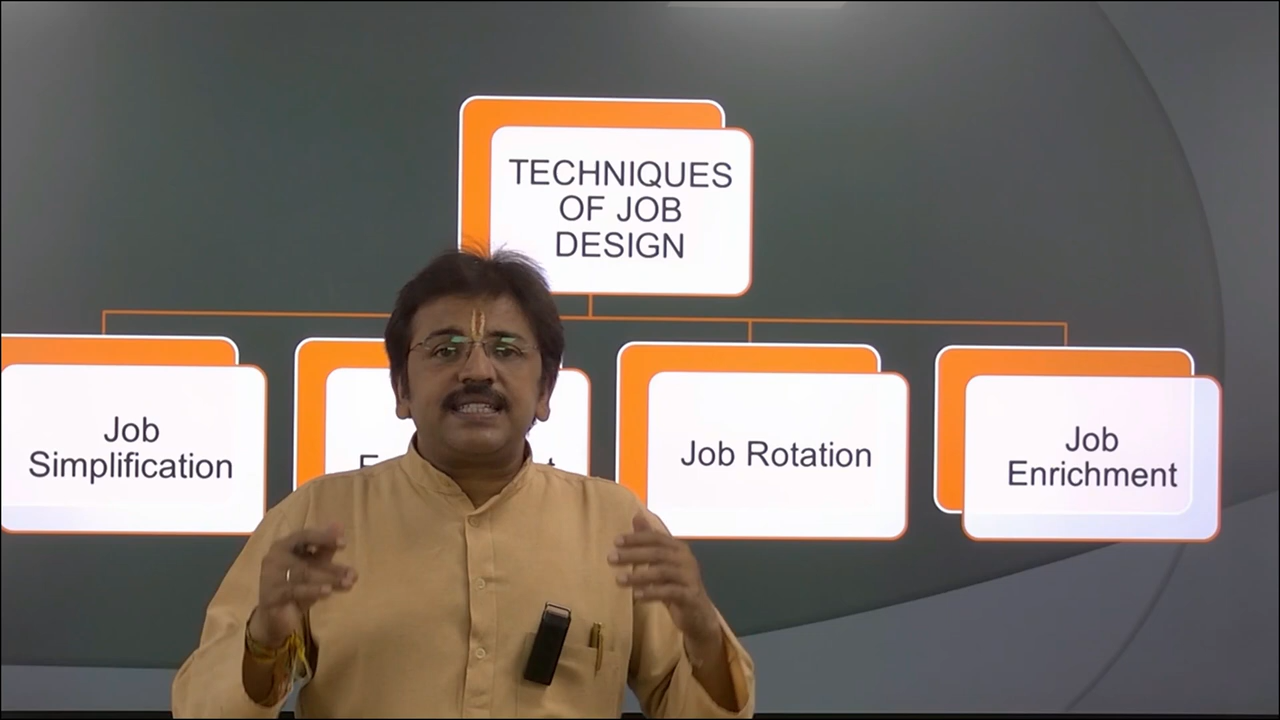 TECHNIQUES
OF JOB
DESIGN
Job
Simplification
Job Rotation
Job
Enrichment